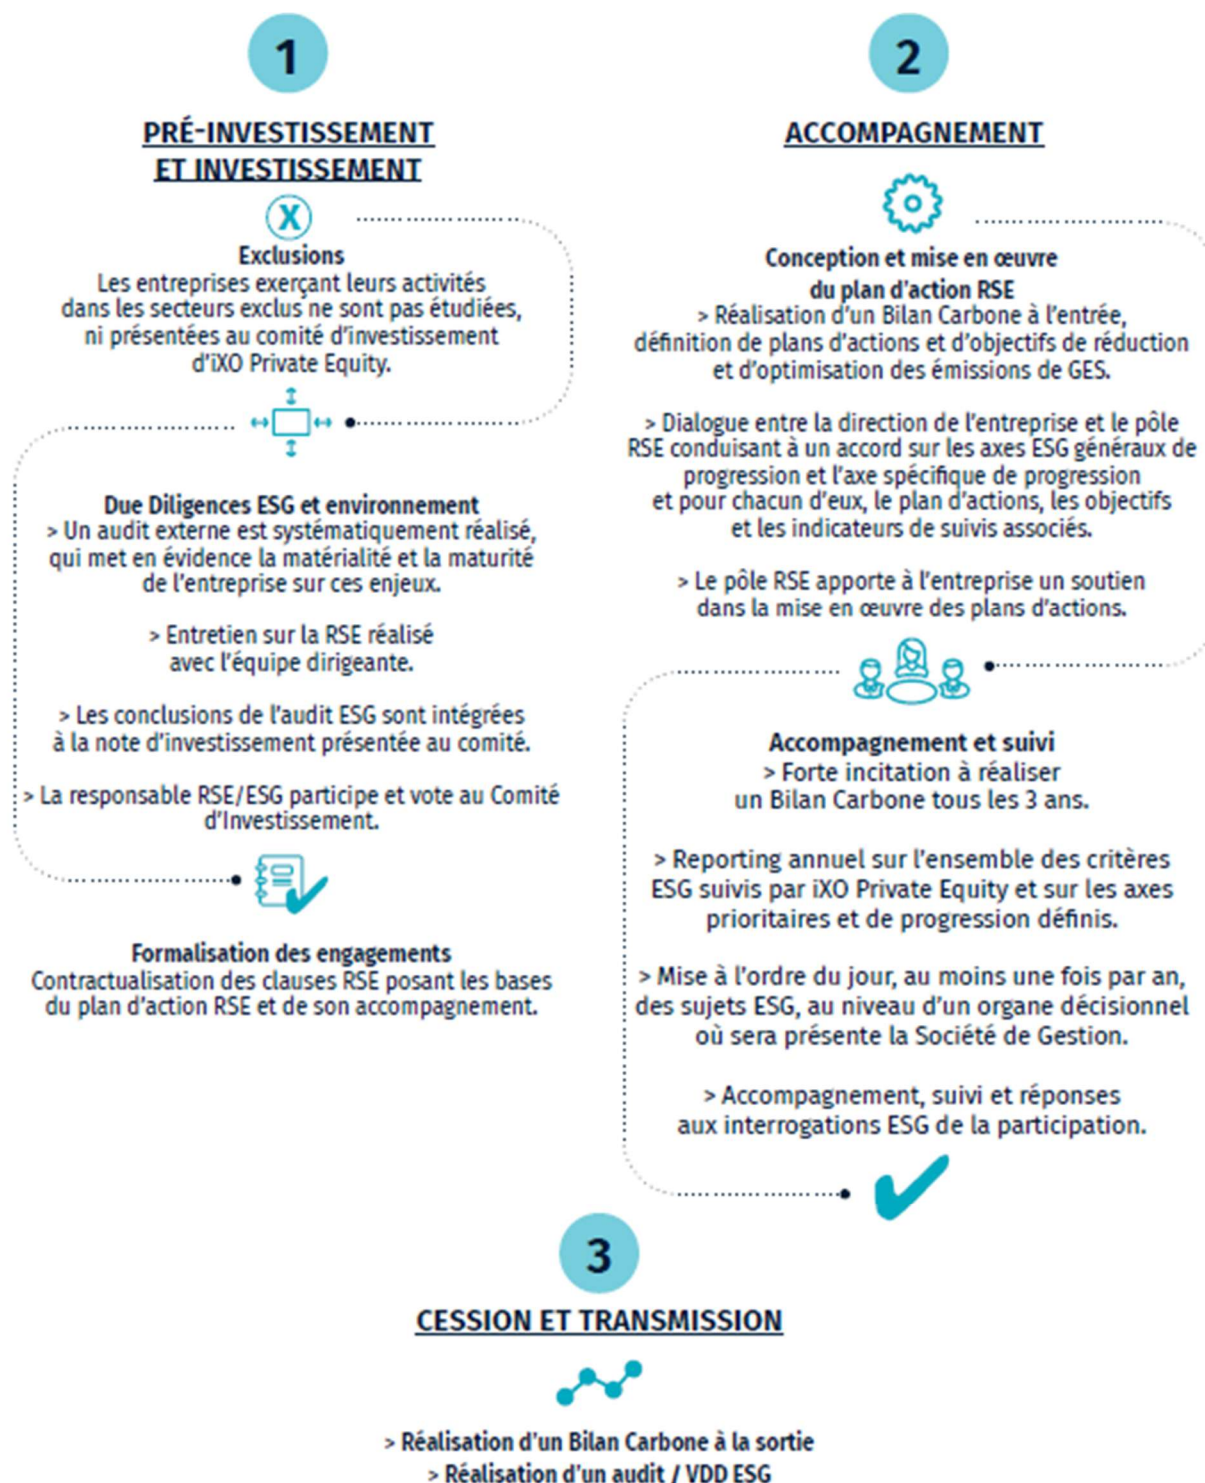 1
PRÉ-INVESTISSEMENT
ET INVESTISSEMENT
X
Exclusions
Les entreprises exerçant leurs activités
dans les secteurs exclus ne sont pas étudiées,
ni présentées au comité d'investissement
d'iXO Private Equity.
Due Diligences ESG et environnement
> Un audit externe est systématiquement réalisé,
qui met en évidence la matérialité et la maturité
de l'entreprise sur ces enjeux.
> Entretien sur la RSE réalisé
avec l'équipe dirigeante.
> Les conclusions de l'audit ESG sont intégrées
à la note d'investissement présentée au comité.
> La responsable RSE/ESG participe et vote au Comité
d'Investissement.
Formalisation des engagements
Contractualisation des clauses RSE posant les bases
du plan d'action RSE et de son accompagnement.
2
ACCOMPAGNEMENT
Conception et mise en œuvre
du plan d'action RSE
> Réalisation d'un Bilan Carbone à l'entrée,
définition de plans d'actions et d'objectifs de réduction
et d'optimisation des émissions de GES.
> Dialogue entre la direction de l'entreprise et le pôle
RSE conduisant à un accord sur les axes ESG généraux de
progression et l'axe spécifique de progression
et pour chacun d'eux, le plan d'actions, les objectifs
et les indicateurs de suivis associés.
> Le pôle RSE apporte à l'entreprise un soutien
dans la mise en œuvre des plans d'actions.
Accompagnement et suivi
> Forte incitation à réaliser
un Bilan Carbone tous les 3 ans.
> Reporting annuel sur l'ensemble des critères
ESG suivis par iXO Private Equity et sur les axes
prioritaires et de progression définis.
> Mise à l'ordre du jour, au moins une fois par an,
des sujets ESG, au niveau d'un organe décisionnel
où sera présente la Société de Gestion.
> Accompagnement, suivi et réponses
aux interrogations ESG de la participation.
3
CESSION ET TRANSMISSION
> Réalisation d'un Bilan Carbone à la sortie
> Réalisation d'un audit / VDD ESG